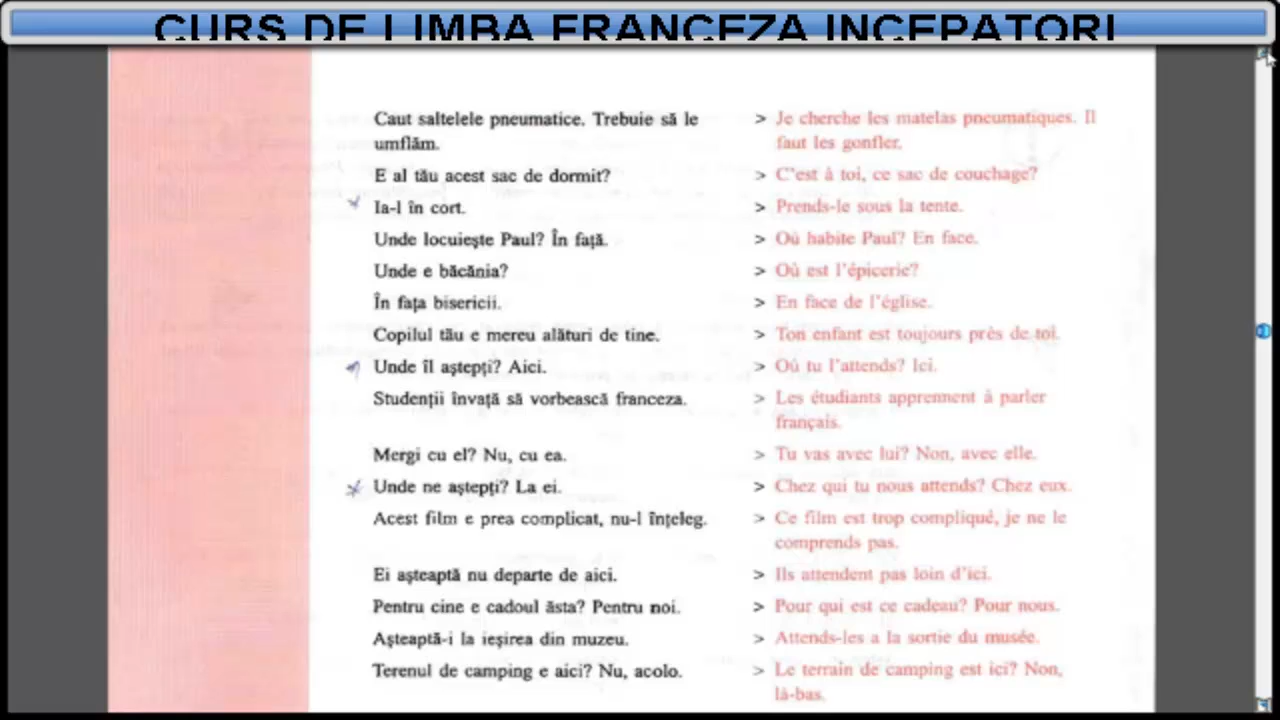 CURS DE LIMBA FRANCEZA INCEPATORI
Caut saltelele pneumatice. Trebuie să le
umflăm.
> Je cherche les matelas pneumatiques. Il
faut les gonfler.
E al tău acest sac de dormit?
> C'est à toi, ce sac de couchage?
Ia-l în cort.
> Prends-le sous la tente.
Unde locuieşte Paul? În faţă.
> Où habite Paul? En face.
Unde e băcănia?
> Où est l'épicerie?
În faţa bisericii.
> En face de l'église.
Copilul tău e mereu alături de tine.
> Ton enfant est toujours près de toi.
Unde îl aştepţi? Aici.
> Où tu l'attends? Ici.
Studenţii învaţă să vorbească franceza.
> Les étudiants apprennent à parler
français.
Mergi cu el? Nu, cu ea.
> Tu vas avec lui? Non, avec elle.
Unde ne aştepţi? La ei.
> Chez qui tu nous attends? Chez eux.
Acest film e prea complicat, nu-l înţeleg.
> Ce film est trop compliqué, je ne le
comprends pas.
Ei aşteaptă nu departe de aici.
> Ils attendent pas loin d'ici.
Pentru cine e cadoul ăsta? Pentru noi.
> Pour qui est ce cadeau? Pour nous.
Aşteaptă-i la ieşirea din muzeu.
> Attends-les a la sortie du musée.
Terenul de camping e aici? Nu, acolo.
> Le terrain de camping est ici? Non,
là-bas.